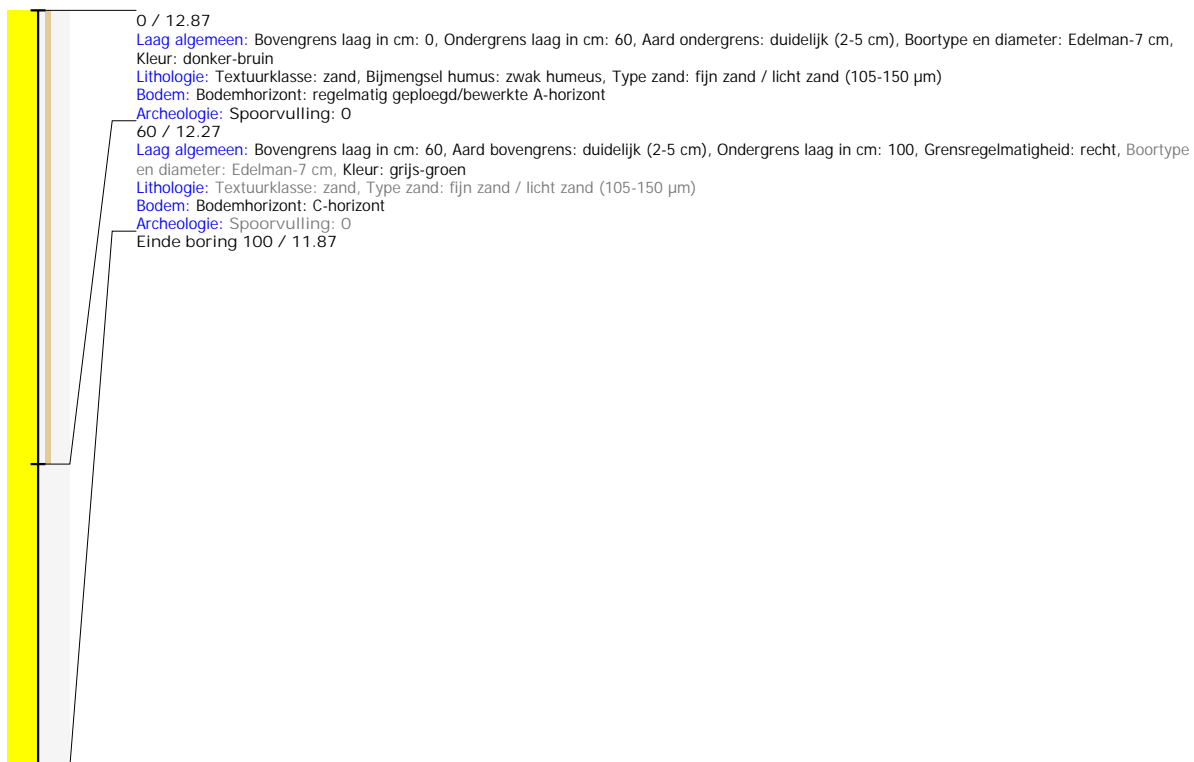 0 / 12.87
Laag algemeen: Bovengrens laag in cm: 0, Ondergrens laag in cm: 60, Aard ondergrens: duidelijk (2-5 cm), Boortype en diameter: Edelman-7 cm,
Kleur: donker-bruin
Lithologie: Textuurklasse: zand, Bijmengsel humus: zwak humeus, Type zand: fijn zand / licht zand (105-150 µm)
Bodem: Bodemhorizont: regelmatig geploegd/bewerkte A-horizont
Archeologie: Spoorvulling: 0
60 / 12.27
Laag algemeen: Bovengrens laag in cm: 60, Aard bovengrens: duidelijk (2-5 cm), Ondergrens laag in cm: 100, Grensregelmatigheid: recht, Boortype
en diameter: Edelman-7 cm, Kleur: grijs-groen
Lithologie: Textuurklasse: zand, Type zand: fijn zand / licht zand (105-150 µm)
Bodem: Bodemhorizont: C-horizont
Archeologie: Spoorvulling: 0
Einde boring 100 / 11.87